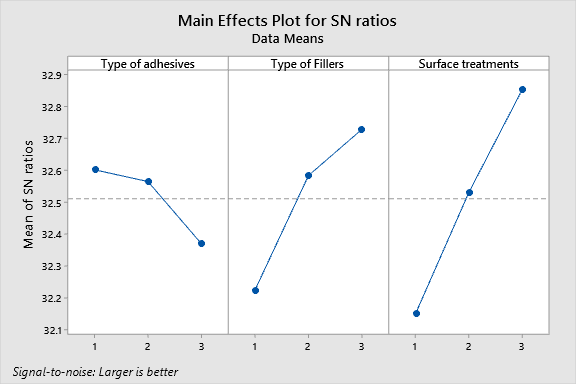 Main Effects Plot for SN ratios
Data Means
Type of adhesives Type of Fillers Surface treatments
Mean of SN ratios
32.9
32.8
32.7
32.6
32.5
32.4
32.3
32.2
32.1
1 2 3 1 2 3 1 2 3
Signal-to-noise: Larger is better